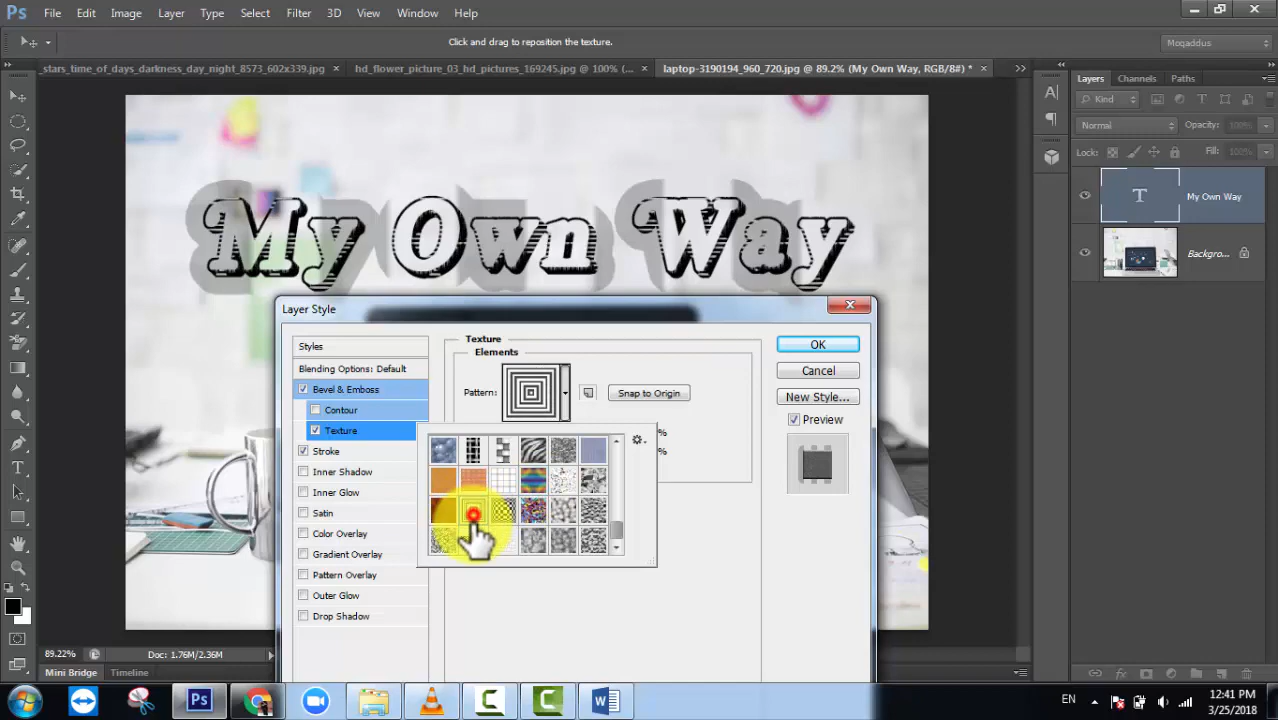 Ps File Edit Image Layer Type Select Filter 3D View Window Help
Click and drag to reposition the texture.
Moqaddus
_stars_time_of_days_darkness_day_night_8573_602x339.jpg × hd_flower_picture_03_hd_pictures_169245.jpg @ 100% (... × laptop-3190194_960_720.jpg @ 89.2% (My Own Way, RGB/8#) * ×
Layers Channels Paths
Kind
Normal Opacity: 100%
Lock: Fill: 100%
T My Own Way
Backgro...
My Own Way
Layer Style
Styles
Blending Options: Default
Bevel & Emboss
Contour
Texture
Stroke
Inner Shadow
Inner Glow
Satin
Color Overlay
Gradient Overlay
Pattern Overlay
Outer Glow
Drop Shadow
Texture
Elements
Pattern: Snap to Origin
%
%
OK
Cancel
New Style...
Preview
89.22% Doc: 1.76M/2.36M
Mini Bridge Timeline
Ps EN 12:41 PM
3/25/2018